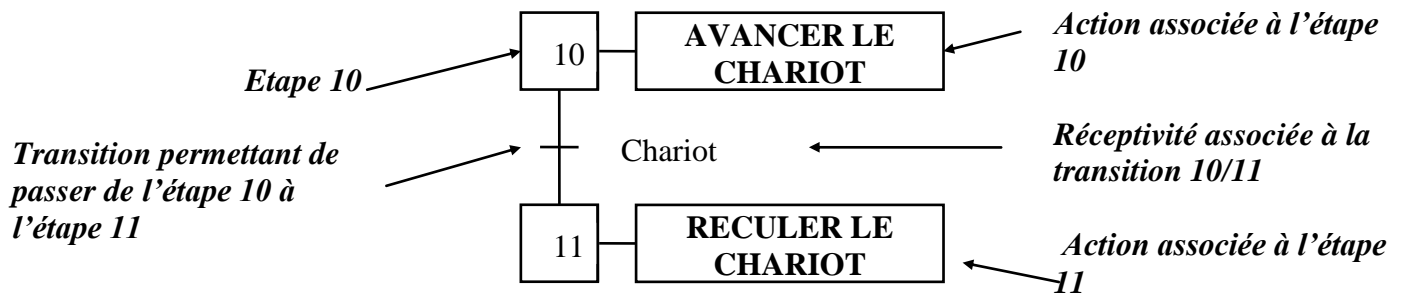 10
AVANCER LE
CHARIOT
Action associée à l’étape
10
Etape 10
Transition permettant de
passer de l’étape 10 à
l’étape 11
Chariot
Réceptivité associée à la
transition 10/11
11
RECULER LE
CHARIOT
Action associée à l’étape
11